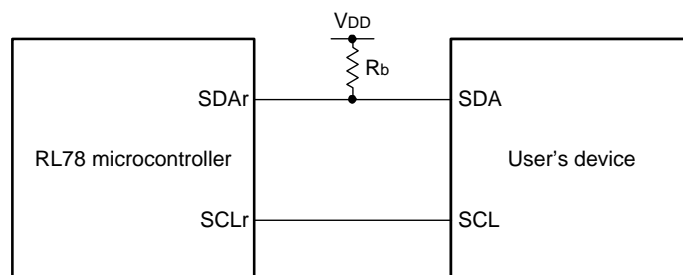 VDD
Rb
SDAr
SDA
RL78 microcontroller
User's device
SCLr
SCL